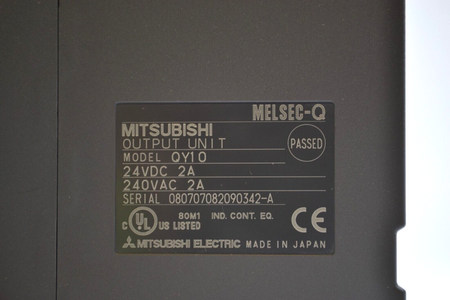 MELSEC-Q
MITSUBISHI
OUTPUT UNIT
PASSED
MODEL QY10
24VDC 2A
240VAC 2A
SERIAL 080707082090342-A
C UL US LISTED 80M1 IND. CONT. EQ. CE
MITSUBISHI ELECTRIC MADE IN JAPAN